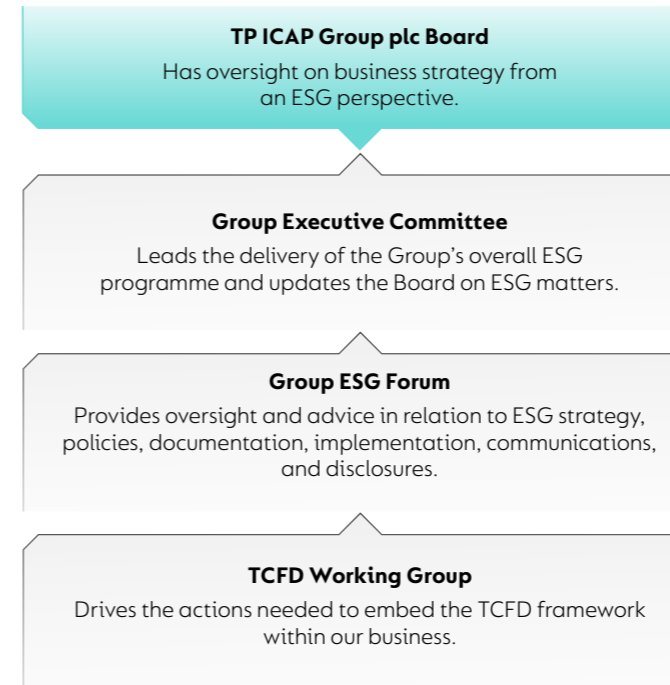 TP ICAP Group plc Board
Has oversight on business strategy from
an ESG perspective.
Group Executive Committee
Leads the delivery of the Group’s overall ESG
programme and updates the Board on ESG matters.
Group ESG Forum
Provides oversight and advice in relation to ESG strategy,
policies, documentation, implementation, communications,
and disclosures.
TCFD Working Group
Drives the actions needed to embed the TCFD framework
within our business.